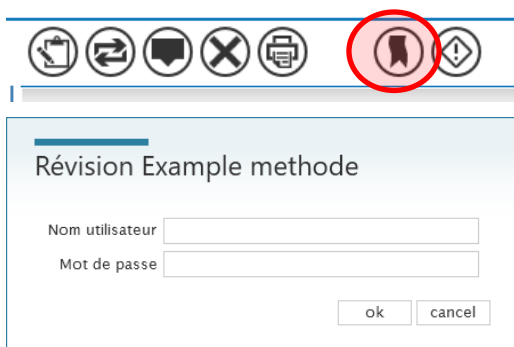 Révision Example methode
Nom utilisateur
Mot de passe
ok cancel